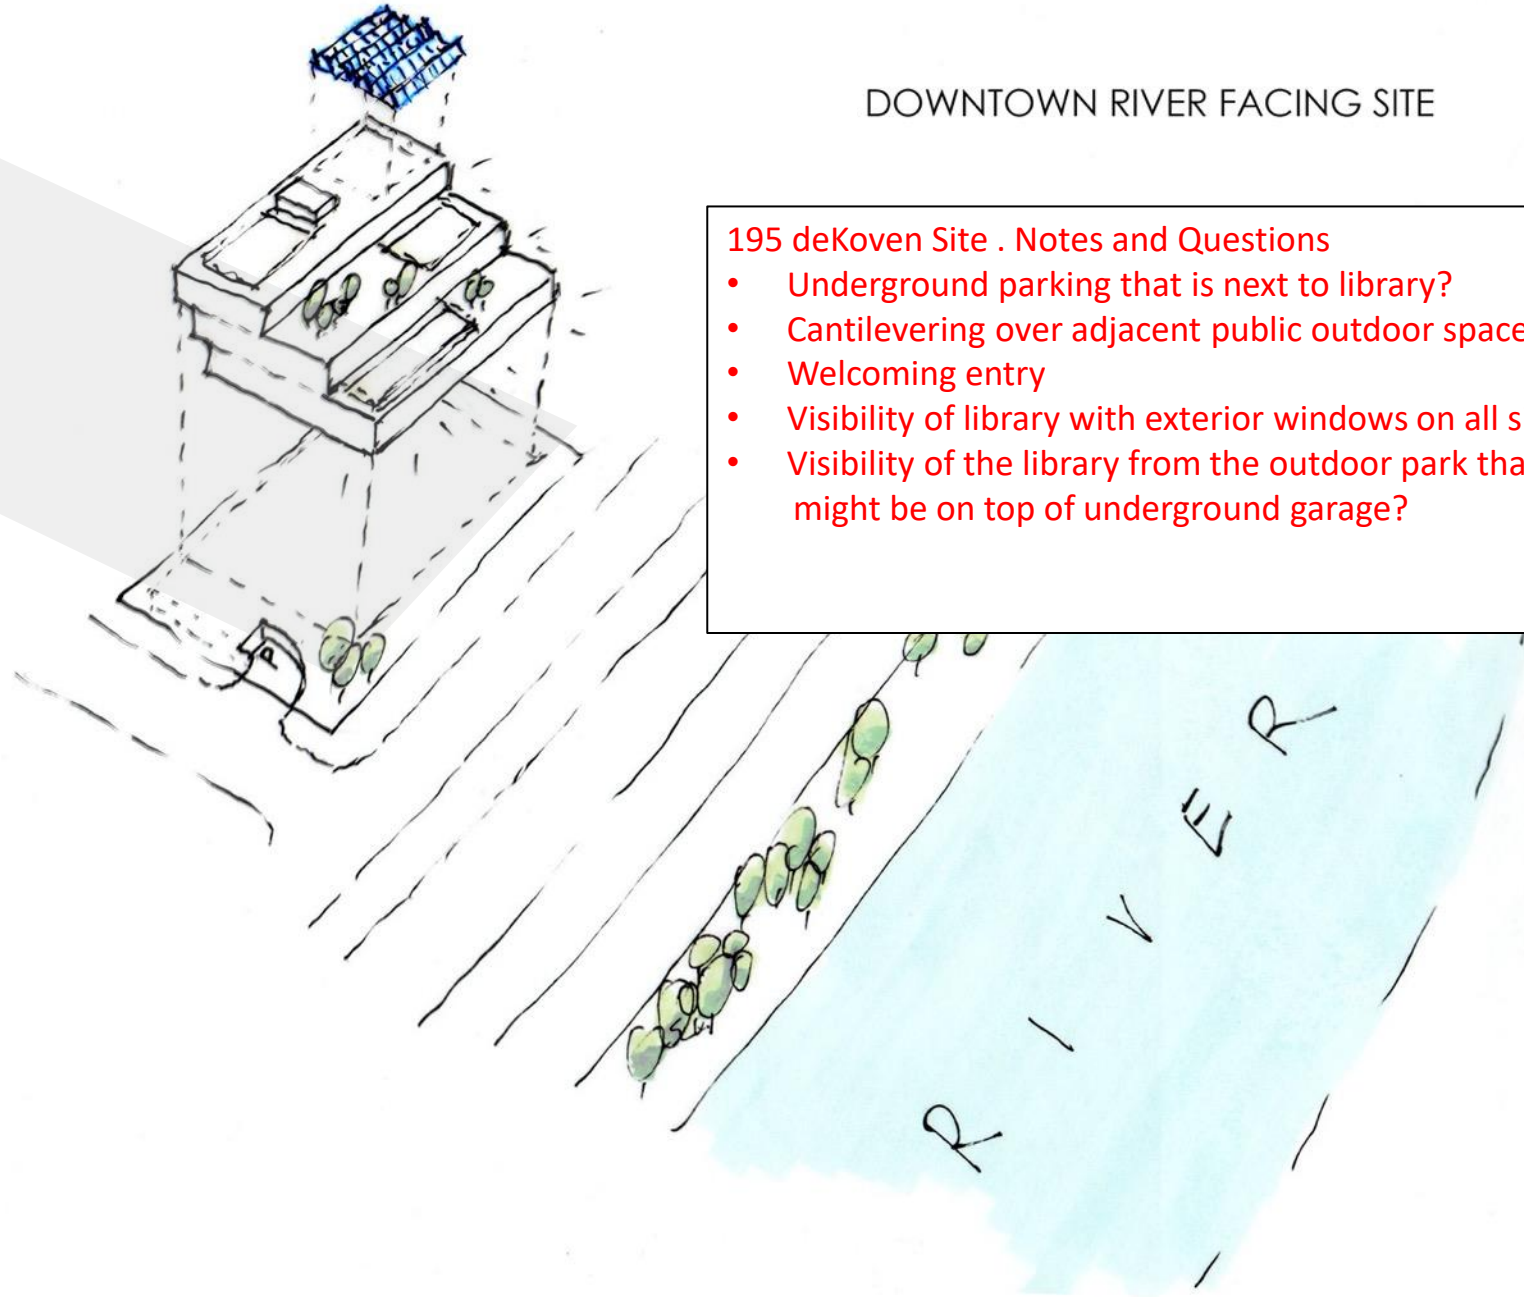 DOWNTOWN RIVER FACING SITE
195 deKoven Site . Notes and Questions
• Underground parking that is next to library?
• Cantilevering over adjacent public outdoor space
• Welcoming entry
• Visibility of library with exterior windows on all s
• Visibility of the library from the outdoor park tha
might be on top of underground garage?
P
RIVER